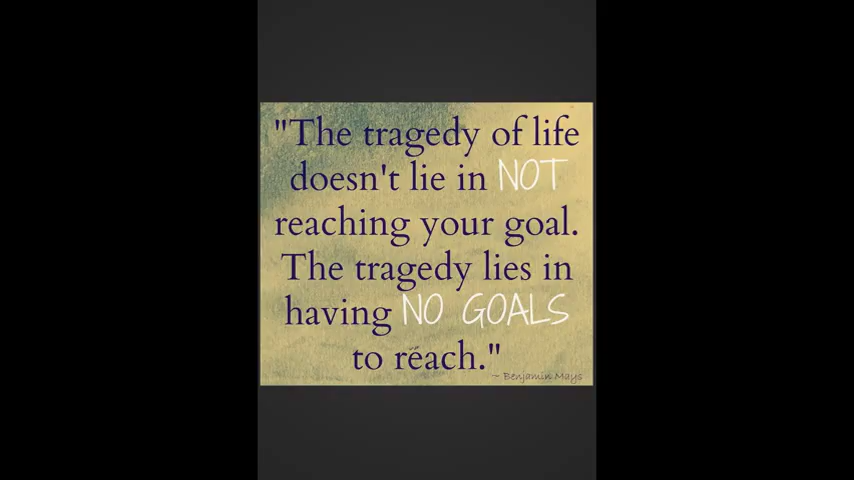 "The tragedy of life
doesn't lie in NOT
reaching your goal.
The tragedy lies in
having NO GOALS
to reach."
~ Benjamin Mays